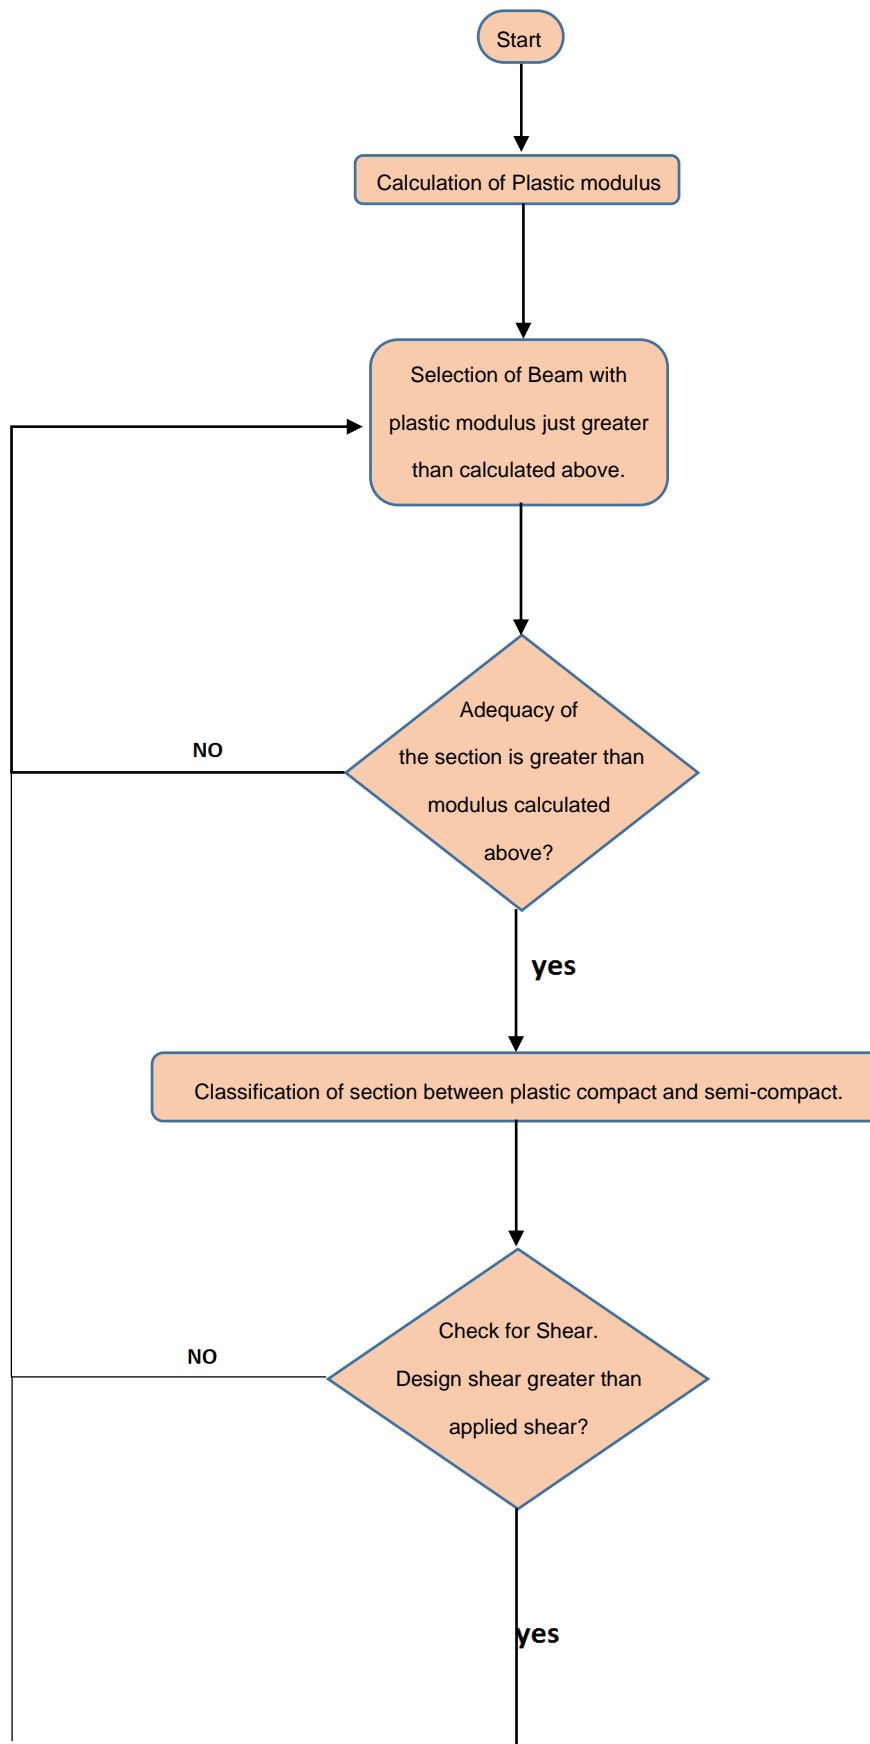 Start
Calculation of Plastic modulus
Selection of Beam with
plastic modulus just greater
than calculated above.
Adequacy of
the section is greater than
modulus calculated
above?
NO
yes
Classification of section between plastic compact and semi-compact.
Check for Shear.
Design shear greater than
applied shear?
NO
yes